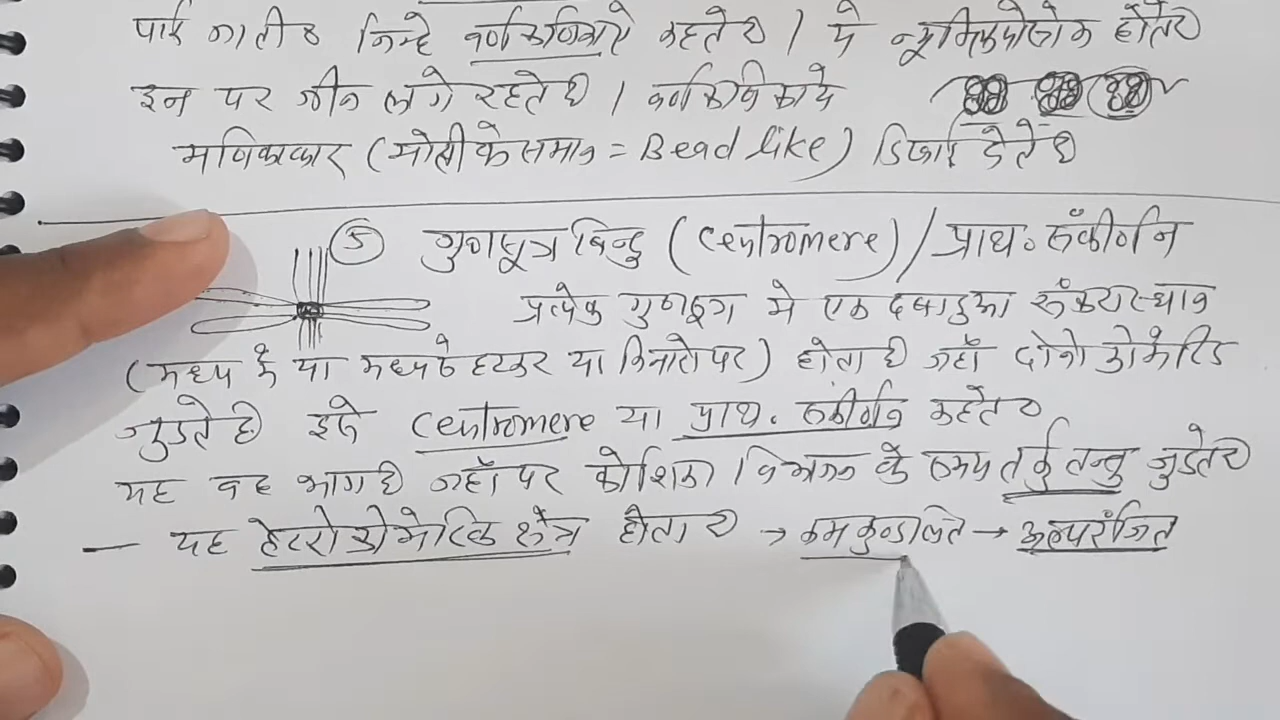 पाई जाती है जिन्हे वर्णकणिकाये कहते है / ये न्यूक्लियोप्रोटीन होते है
इन पर जीन लगे रहते है / वर्णकणिकाये
मणिकाकार (मोती के समान = Bead like) दिखाई देते है
5 गुणसूत्र बिन्दु (Centromere) / प्राथ. संकीर्णन
प्रत्येक गुणसूत्र मे एक दबा हुआ संकरा स्थान
(मध्य मे या मध्य से हटकर या किनारो पर) होता है जहाँ दोनो क्रोमेटिड
जुडते है इसे Centromere या प्राथ. संकीर्णन कहते है
यह वह भाग है जहाँ पर कोशिका विभाजन के समय तर्कु तन्तु जुडते है
— यह हेटरोक्रोमेटिक क्षेत्र होता है → कम कुण्डलित → अल्परंजित